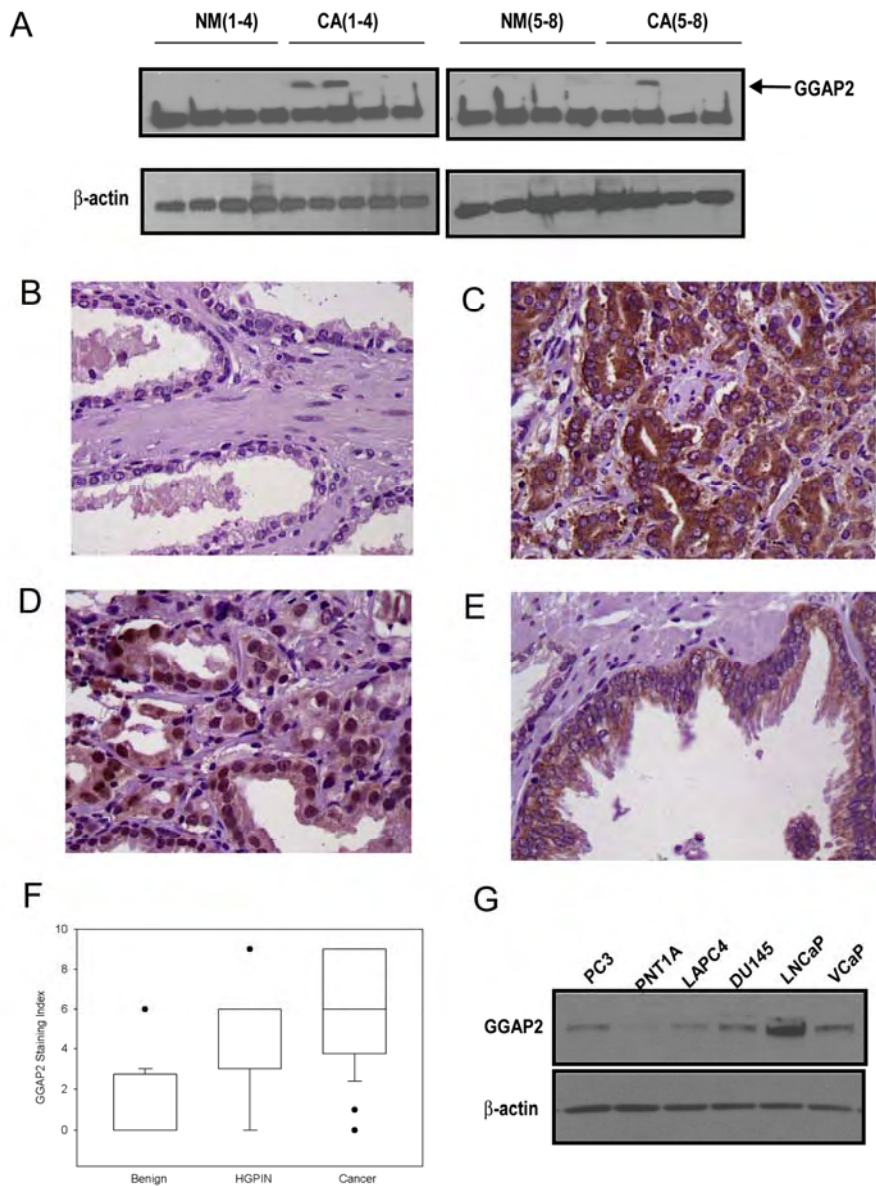 A
NM(1-4) CA(1-4) NM(5-8) CA(5-8)
GGAP2
β-actin
B
C
D
E
F
10
8
6
4
2
0
GGAP2 Staining Index
Benign HGPIN Cancer
G
PC3 PNT1A LAPC4 DU145 LNCaP VCaP
GGAP2
β-actin